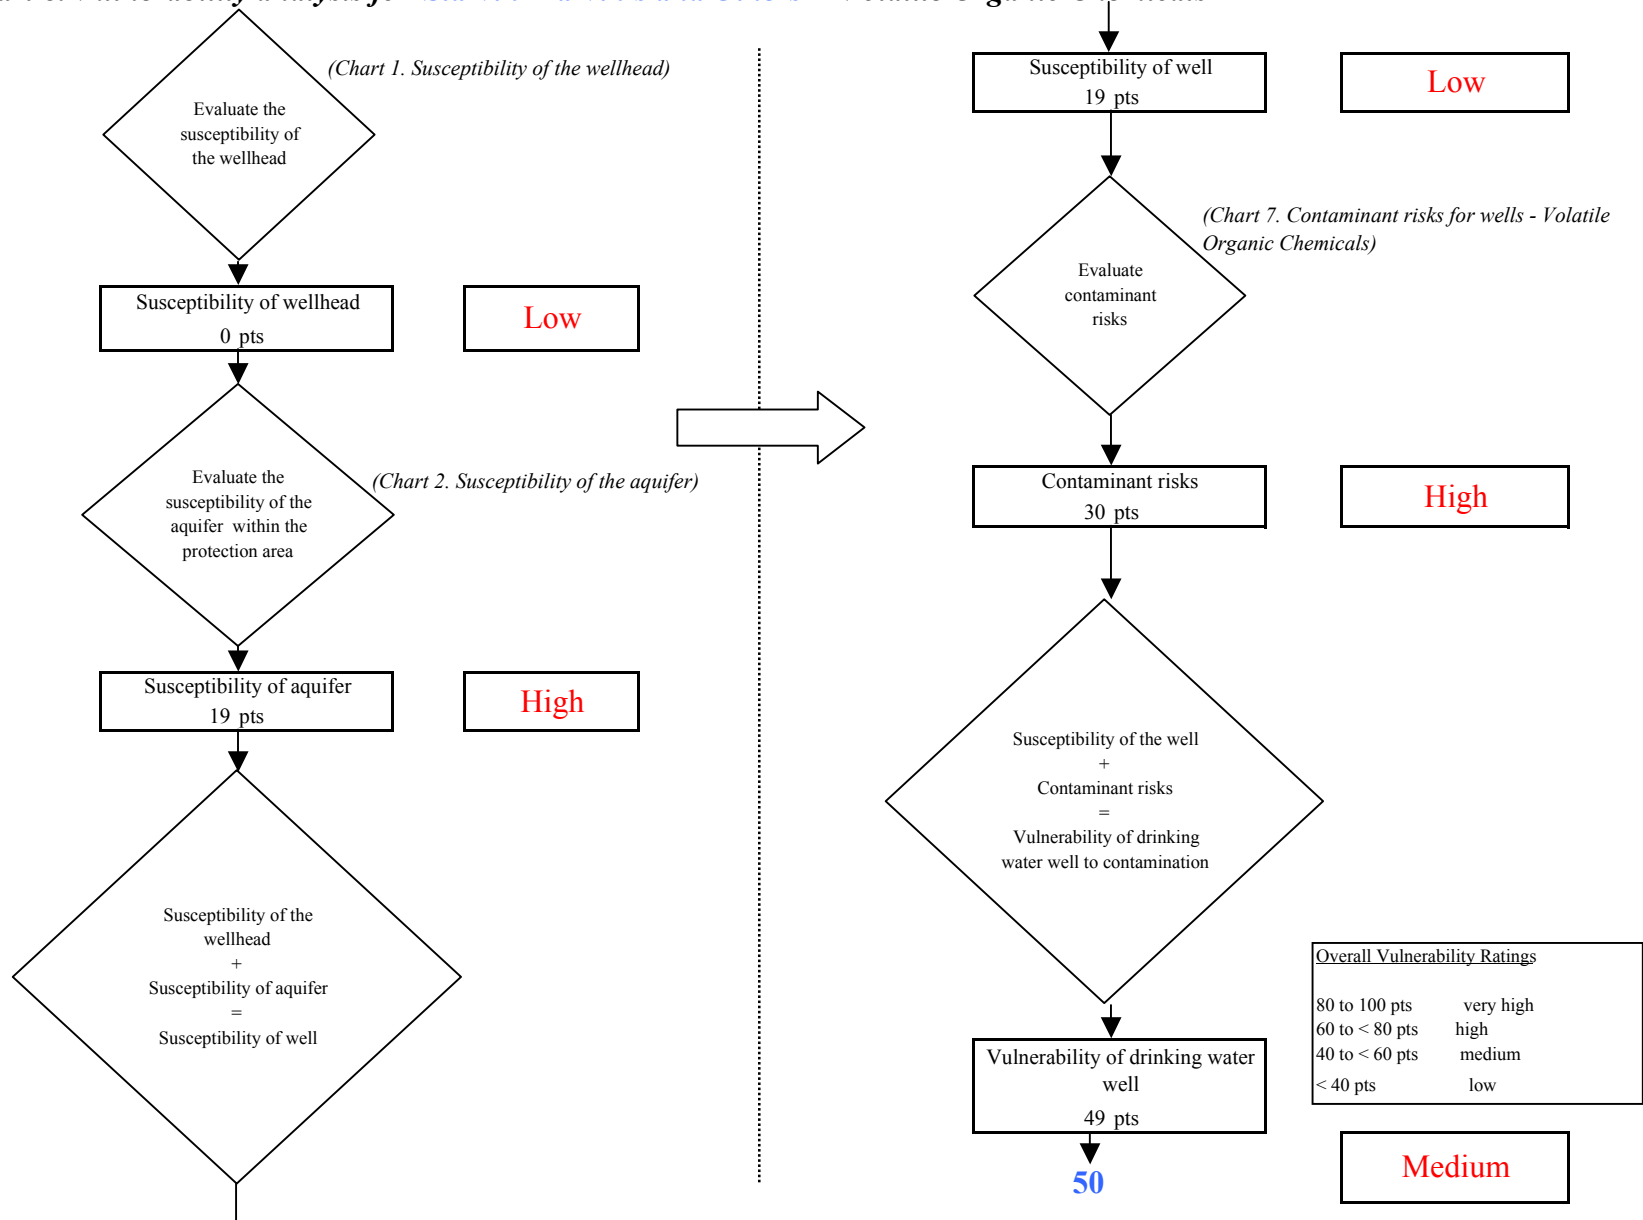 Organic Chemicals
(Chart 1. Susceptibility of the wellhead)
Evaluate the
susceptibility of
the wellhead
Susceptibility of wellhead
0 pts
Low
Evaluate the
susceptibility of the
aquifer within the
protection area
(Chart 2. Susceptibility of the aquifer)
Susceptibility of aquifer
19 pts
High
Susceptibility of the
wellhead
+
Susceptibility of aquifer
=
Susceptibility of well
Susceptibility of well
19 pts
Low
(Chart 7. Contaminant risks for wells - Volatile
Organic Chemicals)
Evaluate
contaminant
risks
Contaminant risks
30 pts
High
Susceptibility of the well
+
Contaminant risks
=
Vulnerability of drinking
water well to contamination
Overall Vulnerability Ratings
80 to 100 pts very high
60 to < 80 pts high
40 to < 60 pts medium
< 40 pts low
Vulnerability of drinking water
well
49 pts
50
Medium